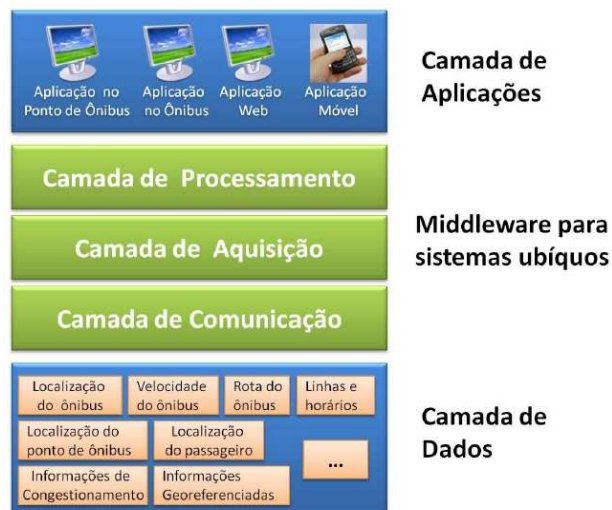 Aplicação no
Ponto de Ônibus
Aplicação
no Ônibus
Aplicação
Web
Aplicação
Móvel
Camada de
Aplicações
Camada de Processamento
Camada de Aquisição
Camada de Comunicação
Middleware para
sistemas ubíquos
Localização
do ônibus
Velocidade
do ônibus
Rota do
ônibus
Linhas e
horários
Localização do
ponto de ônibus
Localização
do passageiro
...
Informações de
Congestionamento
Informações
Georeferenciadas
Camada de
Dados